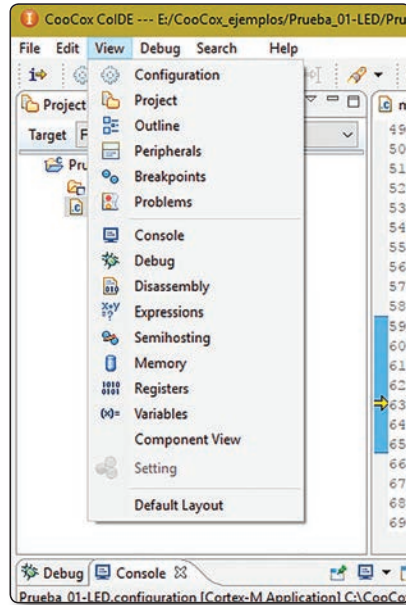 CooCox CoIDE --- E:/CooCox_ejemplos/Prueba_01-LED/Pru
File Edit View Debug Search Help
Configuration
Project
Target F
Pru
Project
Outline
Peripherals
Breakpoints
Problems
Console
Debug
Disassembly
Expressions
Semihosting
Memory
Registers
Variables
Component View
Setting
Default Layout
49
50
51
52
53
54
55
56
57
58
59
60
61
62
63
64
65
66
67
68
69
Debug Console
Prueba_01-LED.configuration [Cortex-M Application] C:\CooCo